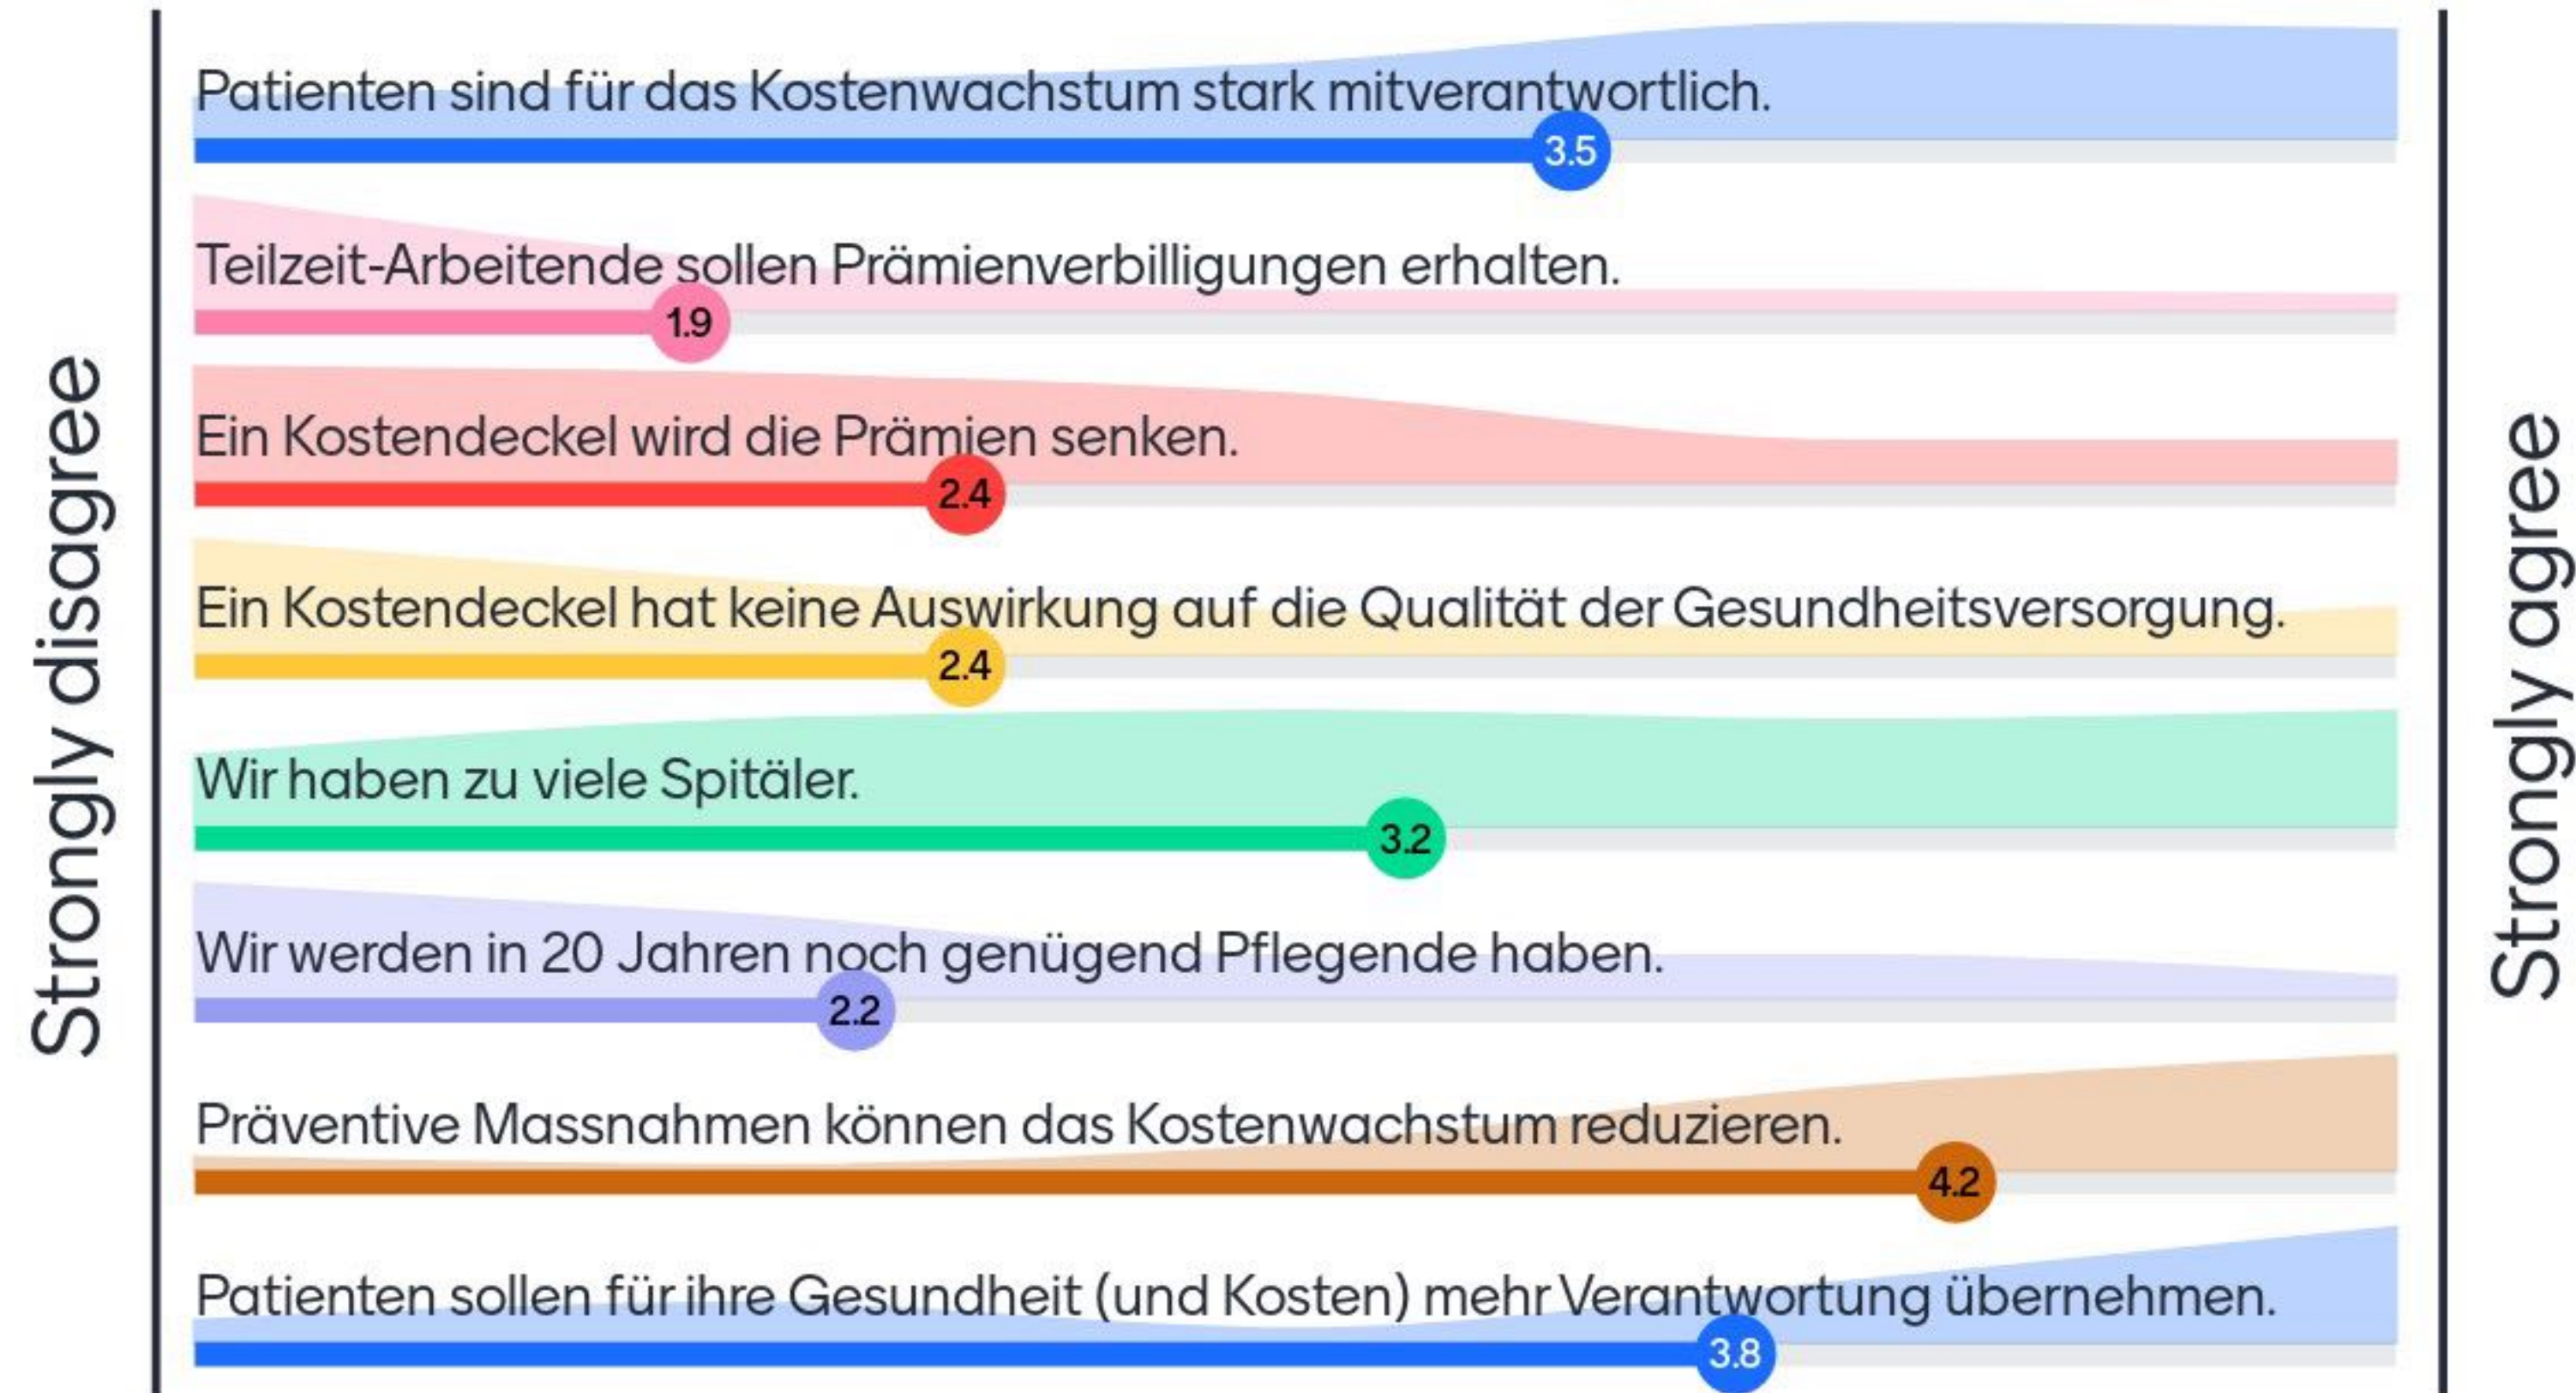 Strongly disagree
Patienten sind für das Kostenwachstum stark mitverantwortlich.
3.5
Teilzeit-Arbeitende sollen Prämienverbilligungen erhalten.
1.9
Ein Kostendeckel wird die Prämien senken.
2.4
Ein Kostendeckel hat keine Auswirkung auf die Qualität der Gesundheitsversorgung.
2.4
Wir haben zu viele Spitäler.
3.2
Wir werden in 20 Jahren noch genügend Pflegende haben.
2.2
Präventive Massnahmen können das Kostenwachstum reduzieren.
4.2
Patienten sollen für ihre Gesundheit (und Kosten) mehr Verantwortung übernehmen.
3.8
Strongly agree